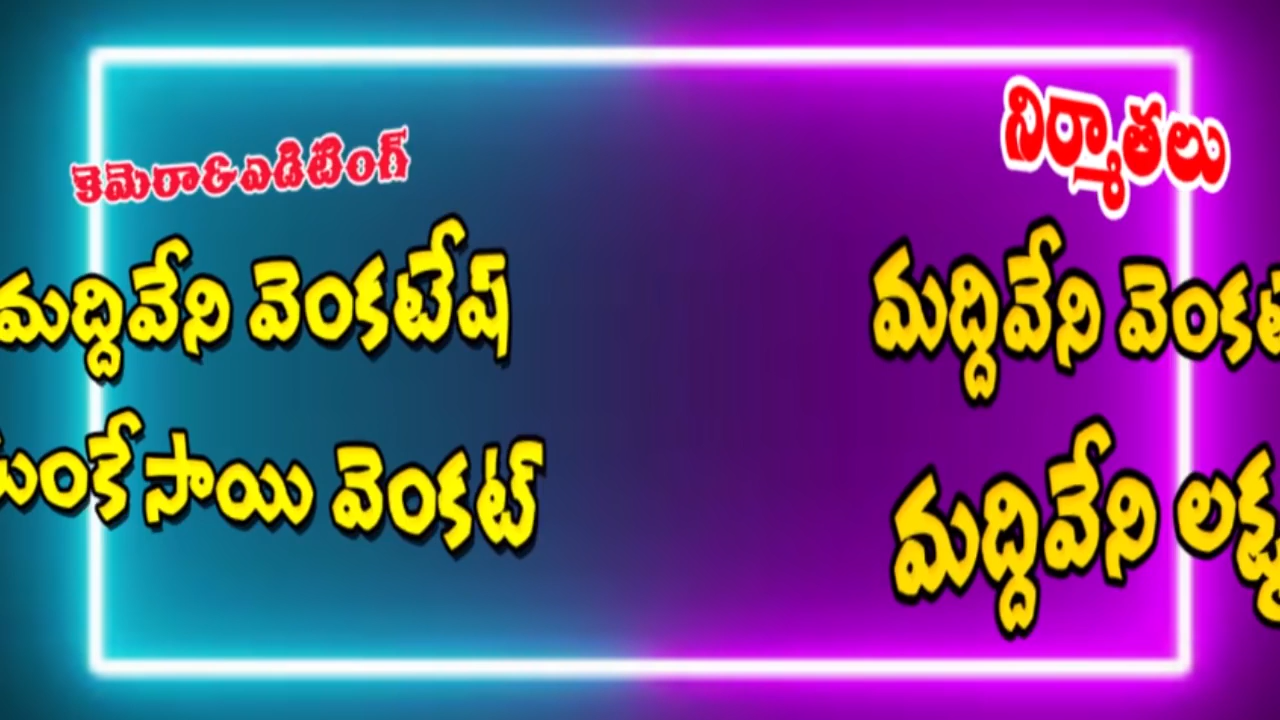 కెమెరా&ఎడిటింగ్
మద్దివేని వెంకటేష్
సాయి వెంకట్
నిర్మాతలు
మద్దివేని
మద్దివేని